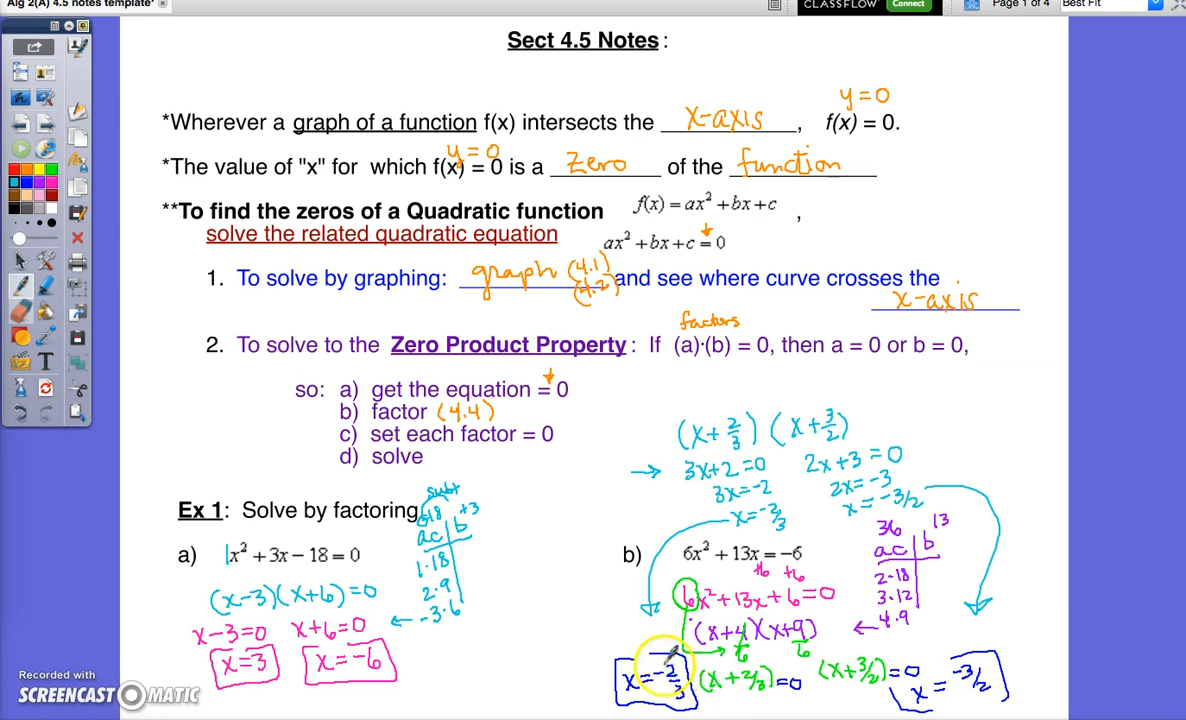 Alg 2(A) 4.5 notes template*
CLASSFLOW Connect
Page 1 of 4
Best Fit
Sect 4.5 Notes :
y = 0
*Wherever a graph of a function f(x) intersects the x-axis, f(x) = 0.
y = 0
*The value of "x" for which f(x) = 0 is a zero of the function
**To find the zeros of a Quadratic function f(x) = ax² + bx + c ,
solve the related quadratic equation ax² + bx + c = 0
1. To solve by graphing: graph (4.1) (4.2) and see where curve crosses the
x-axis
factors
2. To solve to the Zero Product Property : If (a)·(b) = 0, then a = 0 or b = 0,
so: a) get the equation = 0
b) factor (4.4)
c) set each factor = 0
d) solve
(x + 2/3) (x + 3/2)
→ 3x+2=0 2x+3=0
3x=-2 2x=-3
x=-2/3 x=-3/2
Ex 1: Solve by factoring
subt
-18 +3
ac b
1·18
2·9
← -3·6
a) 1x² + 3x − 18 = 0
(x-3)(x+6)=0
x-3=0 x+6=0
x=3 x=-6
b) 6x² + 13x = −6
+6 +6
6x²+13x+6=0
36 13
ac b
2-18
3·12
← 4·9
(x+4)(x+9)
6 6
(x + 2/3)=0 (x+3/2)=0
x=-2/3 x = -3/2
Recorded with
SCREENCAST O MATIC